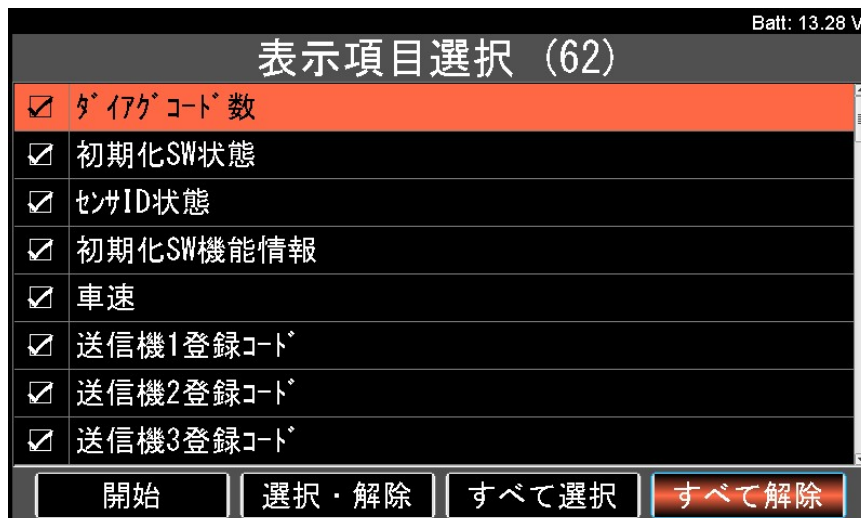 Batt: 13.28 V
表示項目選択 (62)
ﾀﾞｲｱｸﾞｺｰﾄﾞ数
初期化SW状態
ｾﾝｻID状態
初期化SW機能情報
車速
送信機1登録ｺｰﾄﾞ
送信機2登録ｺｰﾄﾞ
送信機3登録ｺｰﾄﾞ
開始 選択・解除 すべて選択 すべて解除